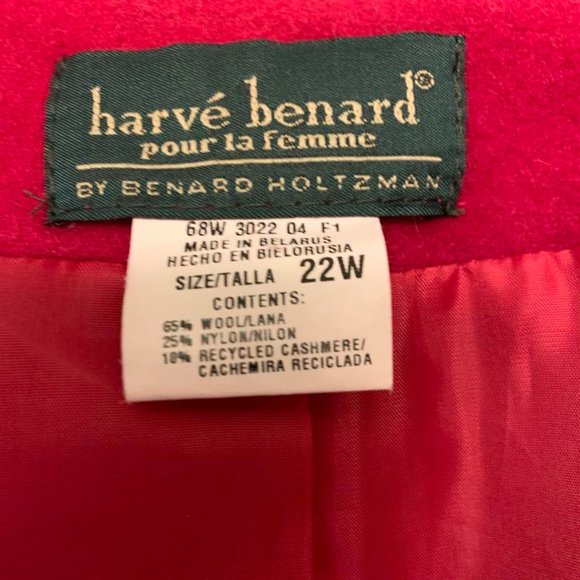 harvé benard®
pour la femme
BY BENARD HOLTZMAN
68W 3022 04 F1
MADE IN BELARUS
HECHO EN BIELORUSIA
SIZE/TALLA 22W
CONTENTS:
65% WOOL/LANA
25% NYLON/NILON
10% RECYCLED CASHMERE/
CACHEMIRA RECICLADA